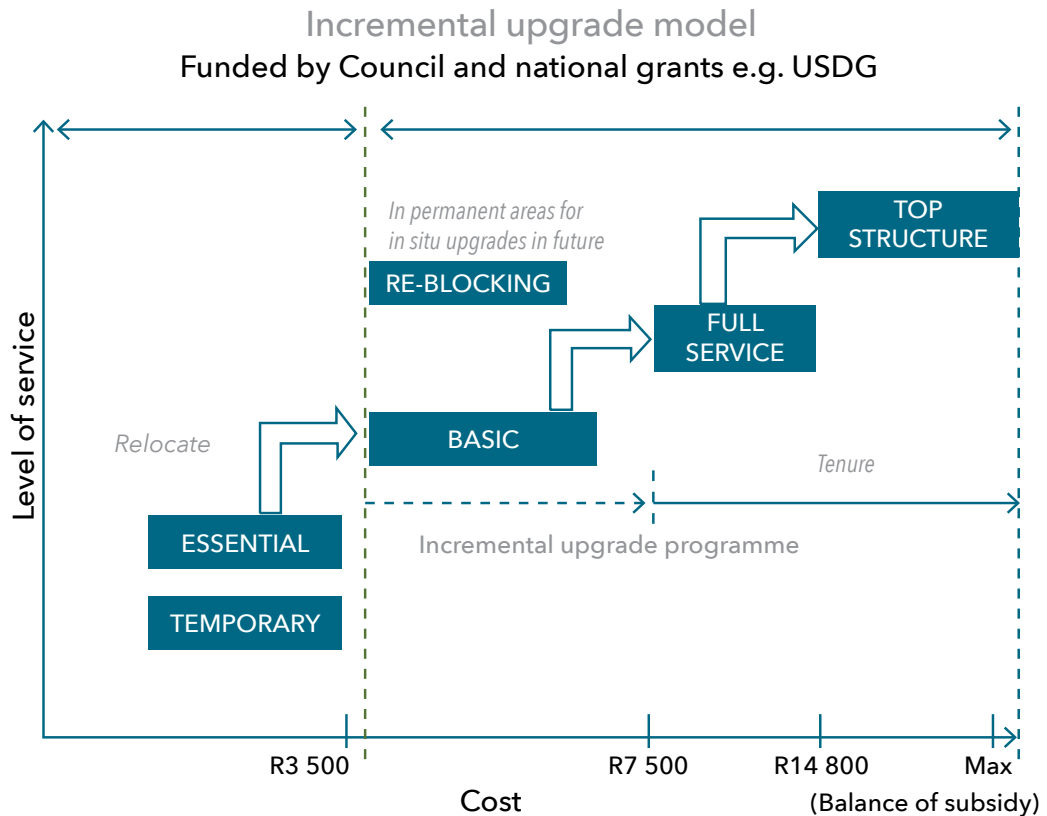 Incremental upgrade model
Funded by Council and national grants e.g. USDG
Level of service
In permanent areas for
in situ upgrades in future
TOP
STRUCTURE
RE-BLOCKING
FULL
SERVICE
Relocate
BASIC
Tenure
ESSENTIAL
Incremental upgrade programme
TEMPORARY
R3 500
R7 500
R14 800
Max
Cost
(Balance of subsidy)